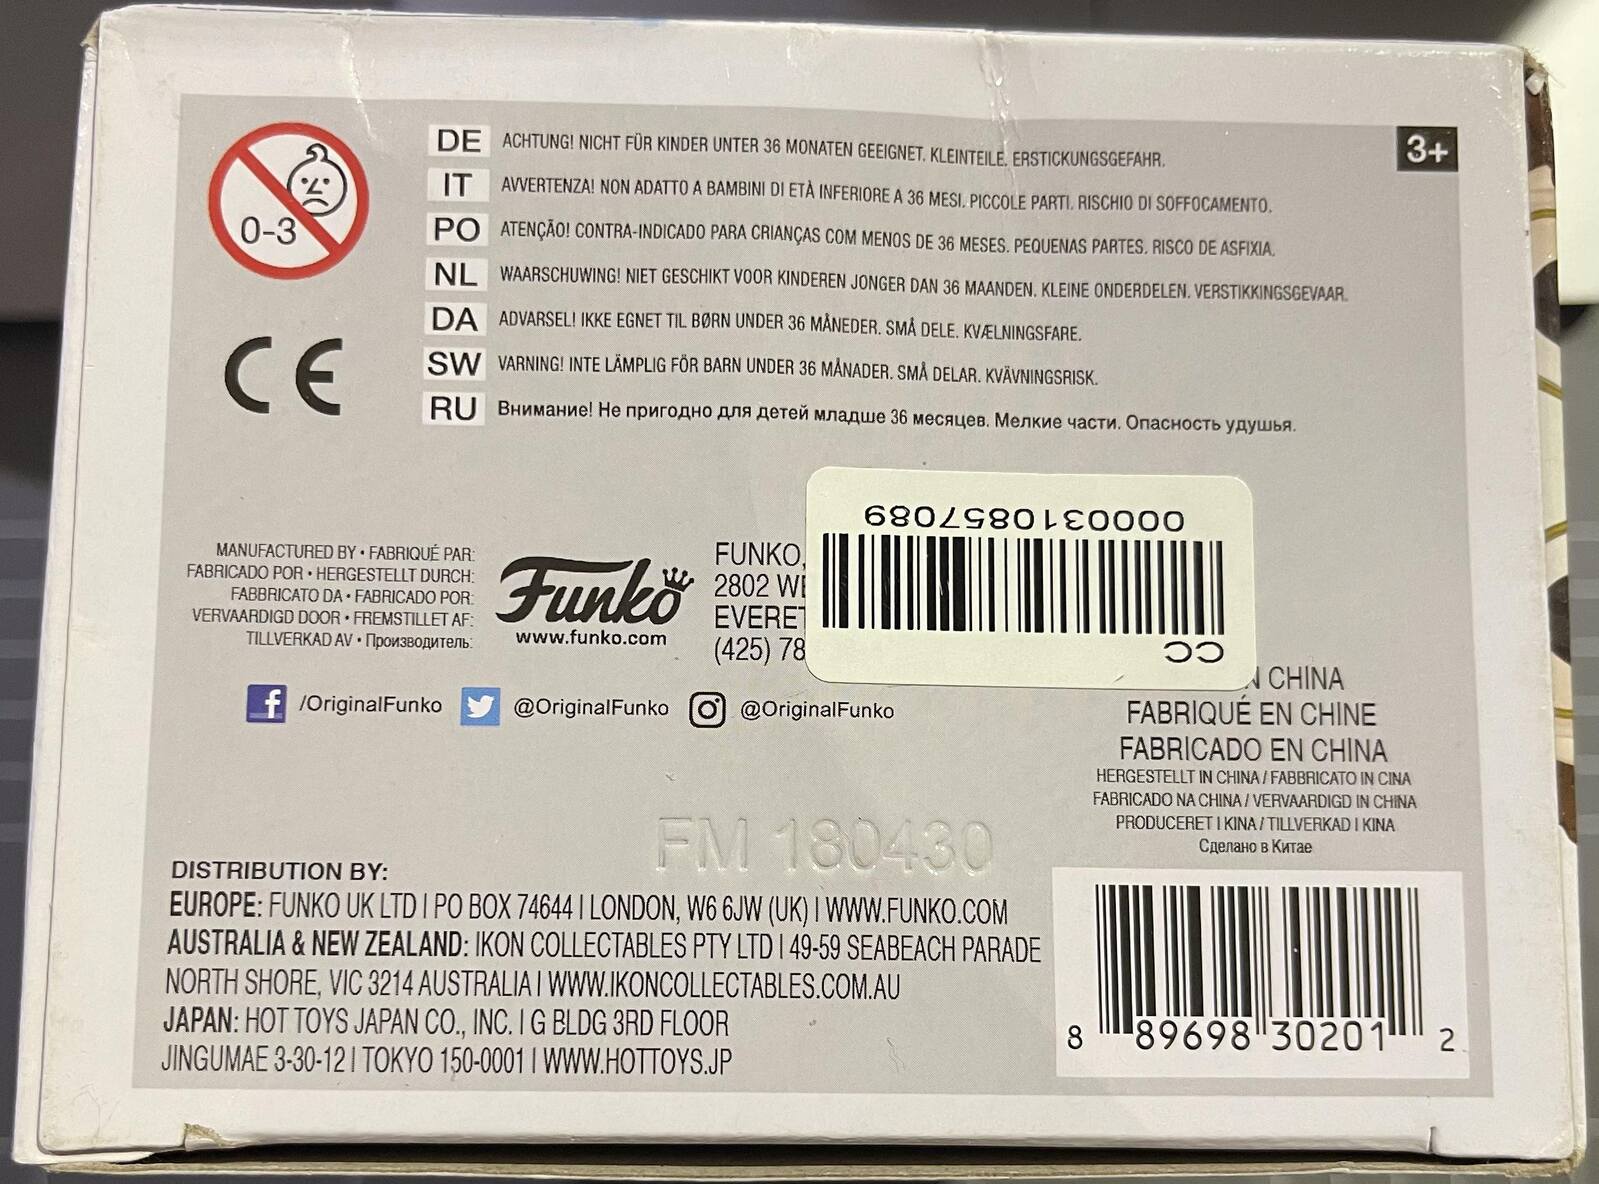 0-3
DE ACHTUNG! NICHT FÜR KINDER UNTER 36 MONATEN GEEIGNET. KLEINTEILE. ERSTICKUNGSGEFAHR.
3+
IT AVVERTENZA! NON ADATTO A BAMBINI DI ETÀ INFERIORE A 36 MESI. PICCOLE PARTI. RISCHIO DI SOFFOCAMENTO.
PO ATENÇÃO! CONTRA-INDICADO PARA CRIANÇAS COM MENOS DE 36 MESES. PEQUENAS PARTES. RISCO DE ASFIXIA.
NL WAARSCHUWING! NIET GESCHIKT VOOR KINDEREN JONGER DAN 36 MAANDEN. KLEINE ONDERDELEN. VERSTIKKINGSGEVAAR.
DA ADVARSEL! IKKE EGNET TIL BØRN UNDER 36 MÅNEDER. SMÅ DELE. KVÆLNINGSFARE.
SW VARNING! INTE LÄMPLIG FÖR BARN UNDER 36 MÅNADER. SMÅ DELAR. KVÄVNINGSRISK.
RU Внимание! Не пригодно для детей младше 36 месяцев. Мелкие части. Опасность удушья.
CE
MANUFACTURED BY • FABRIQUÉ PAR:
FABRICADO POR • HERGESTELLT DURCH:
FABBRICATO DA • FABRICADO POR:
VERVAARDIGD DOOR • FREMSTILLET AF:
TILLVERKAD AV • Производитель:
Funko
www.funko.com
FUNKO,
2802
(425) 78
0000310857089
CC
/OriginalFunko @OriginalFunko @OriginalFunko
CHINA
FABRIQUÉ EN CHINE
FABRICADO EN CHINA
HERGESTELLT IN CHINA / FABBRICATO IN CINA
FABRICADO NA CHINA / VERVAARDIGD IN CHINA
PRODUCERET I KINA / TILLVERKAD I KINA
Сделано в Китае
FM 180430
DISTRIBUTION BY:
EUROPE: FUNKO UK LTD | PO BOX 74644 | LONDON, W6 6JW (UK) | WWW.FUNKO.COM
AUSTRALIA & NEW ZEALAND: IKON COLLECTABLES PTY LTD | 49-59 SEABEACH PARADE
NORTH SHORE, VIC 3214 AUSTRALIA | WWW.IKONCOLLECTABLES.COM.AU
JAPAN: HOT TOYS JAPAN CO., INC. | G BLDG 3RD FLOOR
JINGUMAE 3-30-12 | TOKYO 150-0001 | WWW.HOTTOYS.JP
8 89698 30201 2